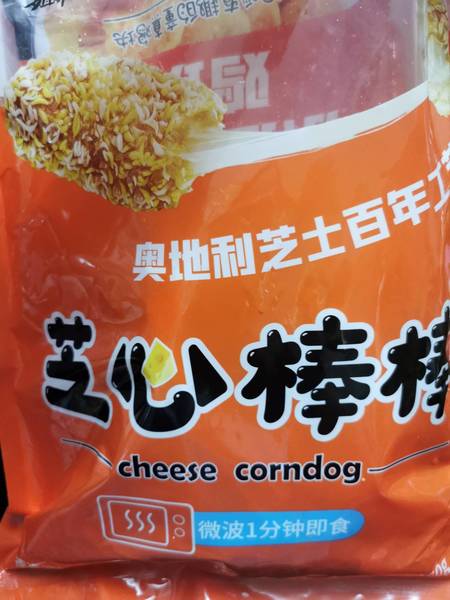 奥地利芝士百年工
芝心棒棒
cheese corndog
微波1分钟即食